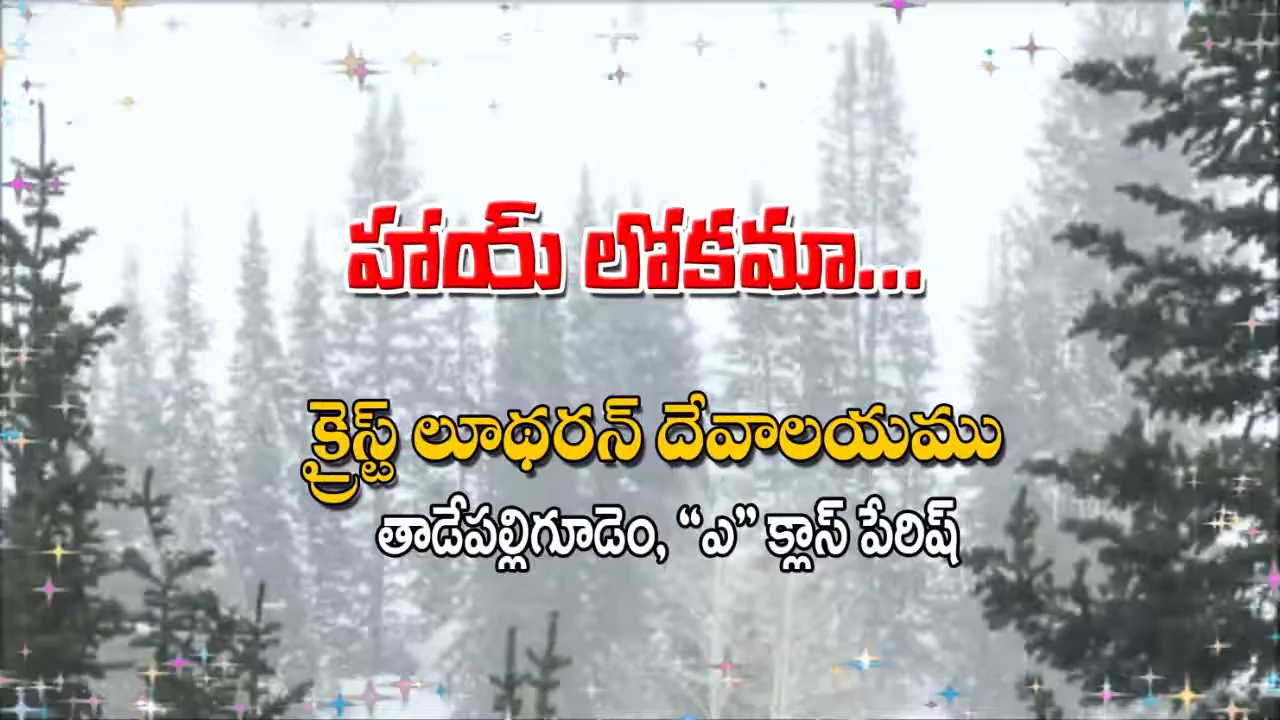 హాయ్ లోకమా...
క్రైస్ట్ లూథరన్ దేవాలయము
తాడేపల్లిగూడెం, “ఎ” క్లాస్ పేరిష్